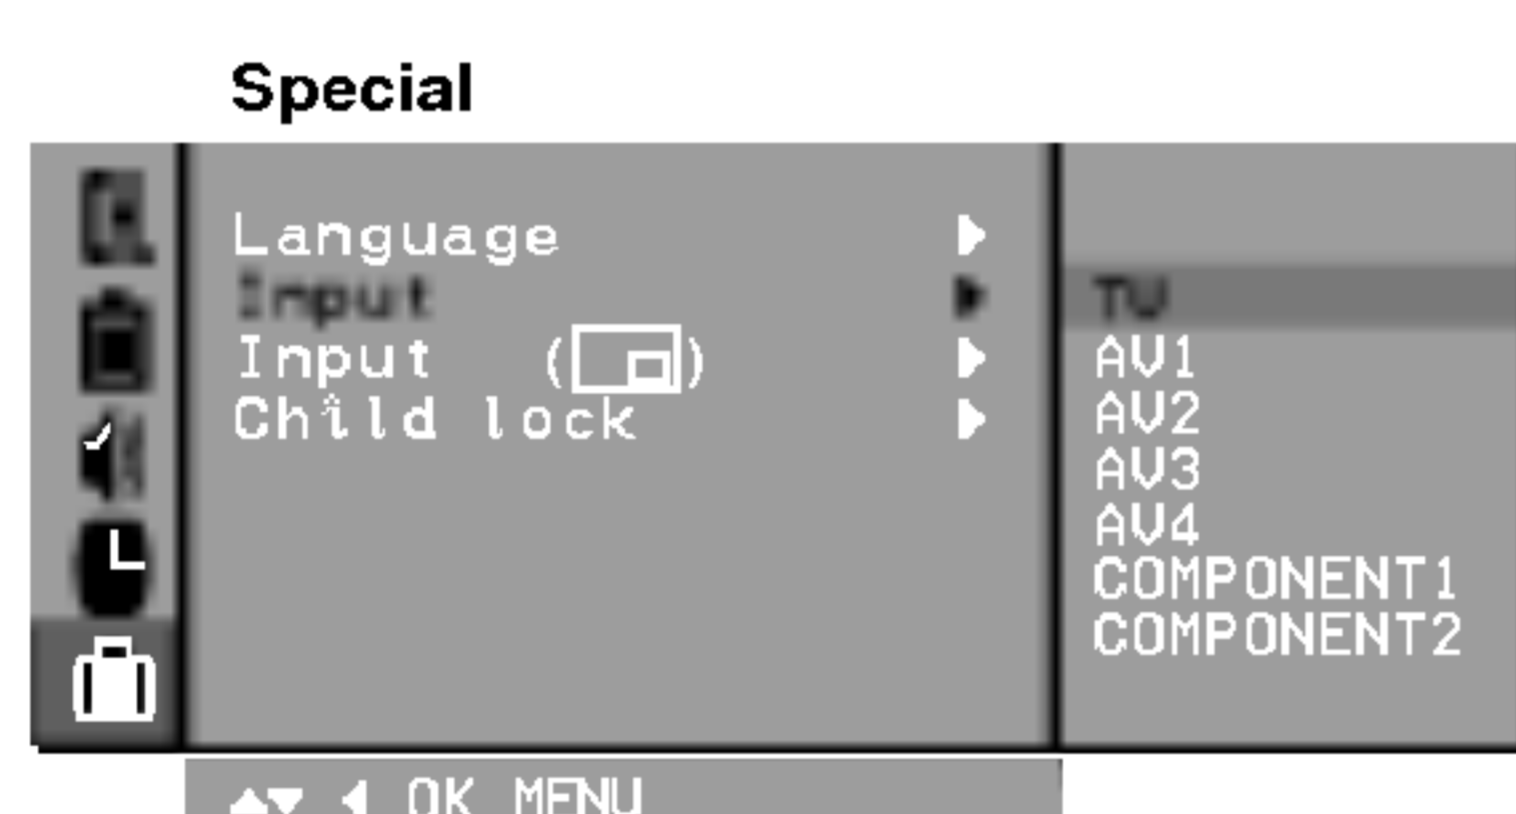 Special
Language
Input
Input ( )
Child lock
TV
AV1
AV2
AV3
AV4
COMPONENT1
COMPONENT2
OK MENU